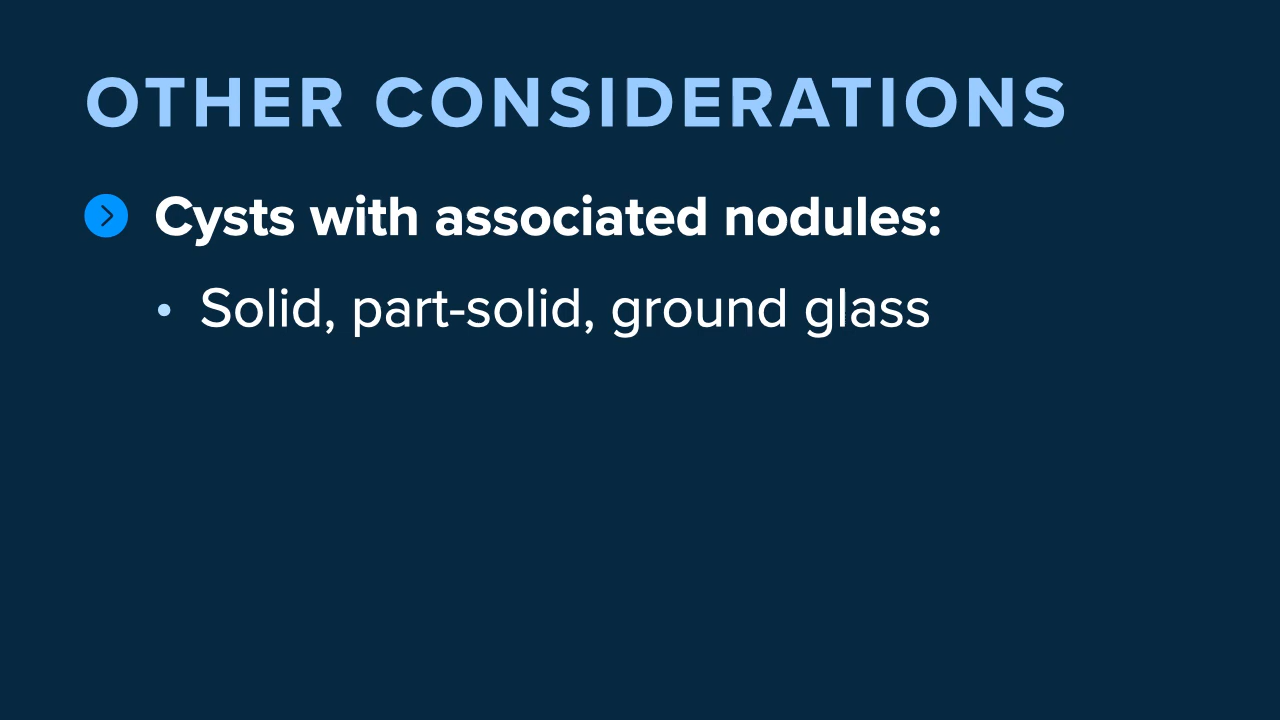 OTHER CONSIDERATIONS
Cysts with associated nodules:
• Solid, part-solid, ground glass